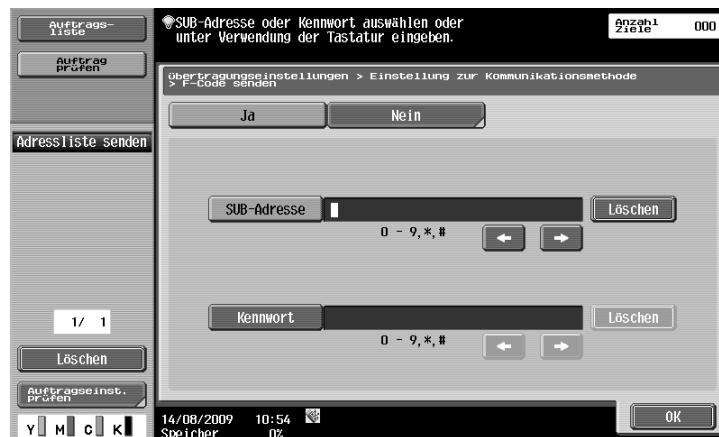 Auftrags-
liste
Auftrag
prüfen
Adressliste senden
1/ 1
Löschen
Auftragseinst.
prüfen
Y M C K
SUB-Adresse oder Kennwort auswählen oder
unter Verwendung der Tastatur eingeben.
Anzahl
Ziele 000
Übertragungseinstellungen > Einstellung zur Kommunikationsmethode
> F-Code senden
Ja Nein
SUB-Adresse Löschen
0 - 9,*,#
Kennwort Löschen
0 - 9,*,#
14/08/2009 10:54
Speicher 0%
OK